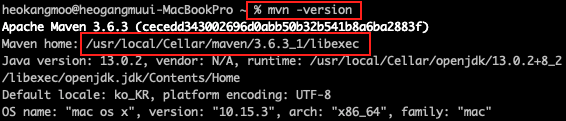 heokangmoo@heogangmuui-MacBookPro ~ % mvn -version
Apache Maven 3.6.3 (cecedd343002696d0abb50b32b541b8a6ba2883f)
Maven home: /usr/local/Cellar/maven/3.6.3_1/libexec
Java version: 13.0.2, vendor: N/A, runtime: /usr/local/Cellar/openjdk/13.0.2+8_2
/libexec/openjdk.jdk/Contents/Home
Default locale: ko_KR, platform encoding: UTF-8
OS name: "mac os x", version: "10.15.3", arch: "x86_64", family: "mac"